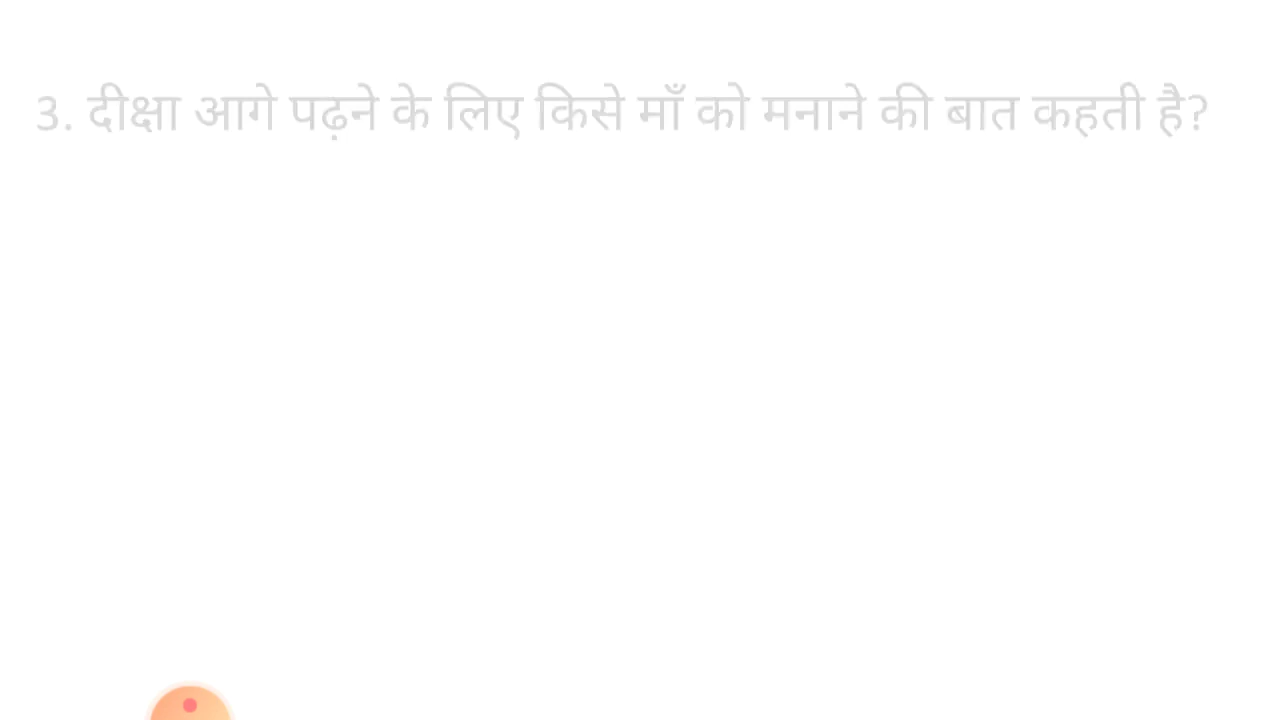 3. दीक्षा आगे पढ़ने के लिए किसे माँ को मनाने की बात कहती है?